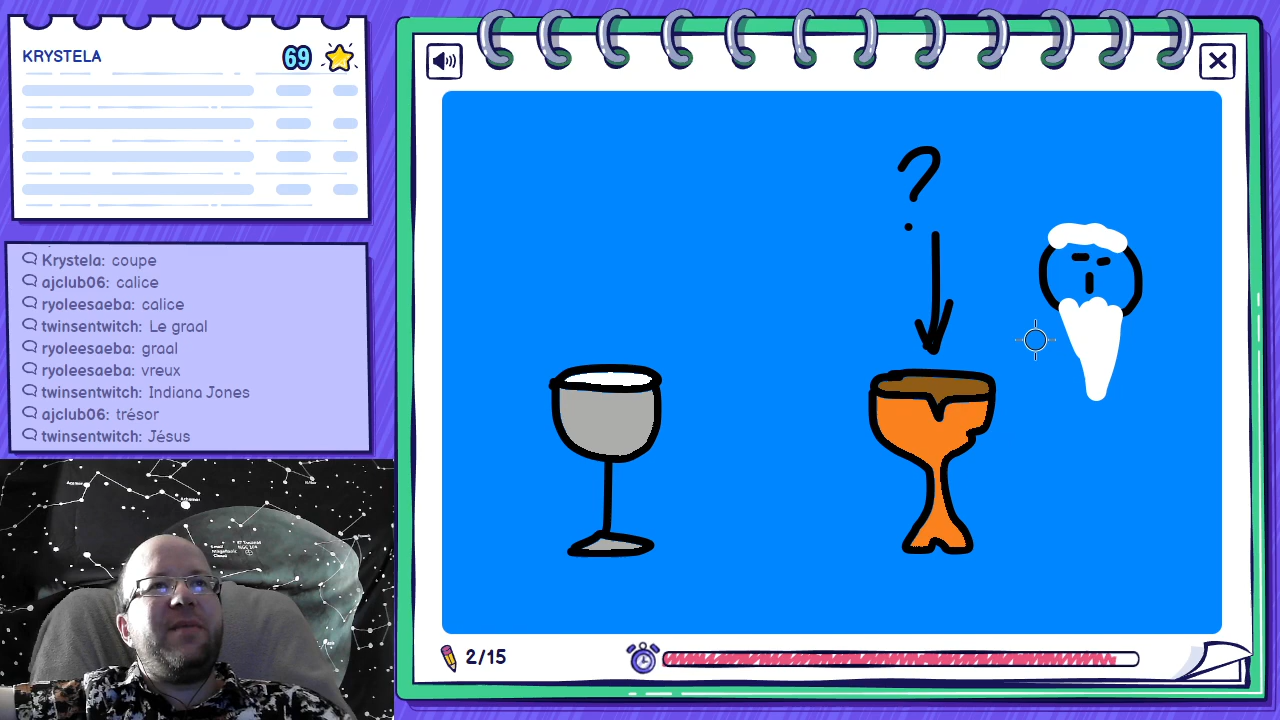 KRYSTELA 69
Krystela: coupe
ajclub06: calice
ryoleesaeba: calice
twinsentwitch: Le graal
ryoleesaeba: graal
ryoleesaeba: vreux
twinsentwitch: Indiana Jones
ajclub06: trésor
twinsentwitch: Jésus
?
2/15